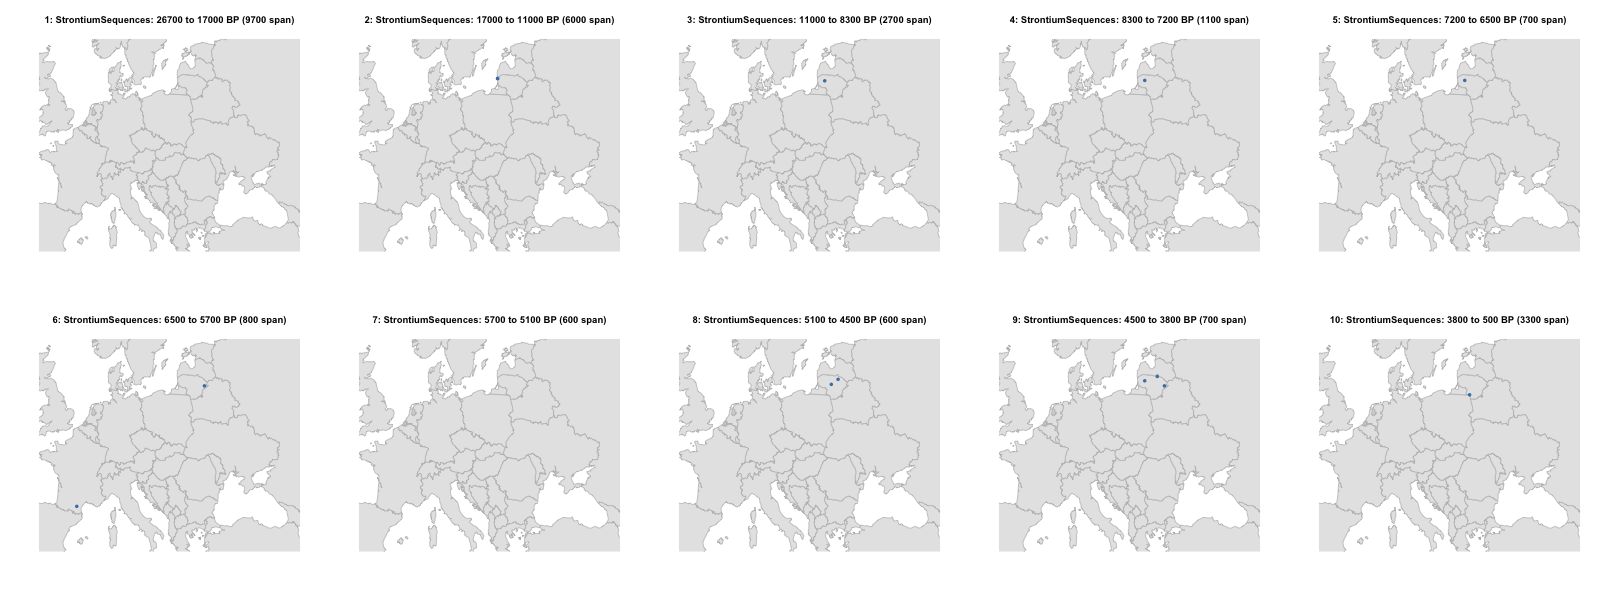 1: StrontiumSequences: 26700 to 17000 BP (9700 span)
2: StrontiumSequences: 17000 to 11000 BP (6000 span)
3: StrontiumSequences: 11000 to 8300 BP (2700 span)
4: StrontiumSequences: 8300 to 7200 BP (1100 span)
5: StrontiumSequences: 7200 to 6500 BP (700 span)
6: StrontiumSequences: 6500 to 5700 BP (800 span)
7: StrontiumSequences: 5700 to 5100 BP (600 span)
8: StrontiumSequences: 5100 to 4500 BP (600 span)
9: StrontiumSequences: 4500 to 3800 BP (700 span)
10: StrontiumSequences: 3800 to 500 BP (3300 span)